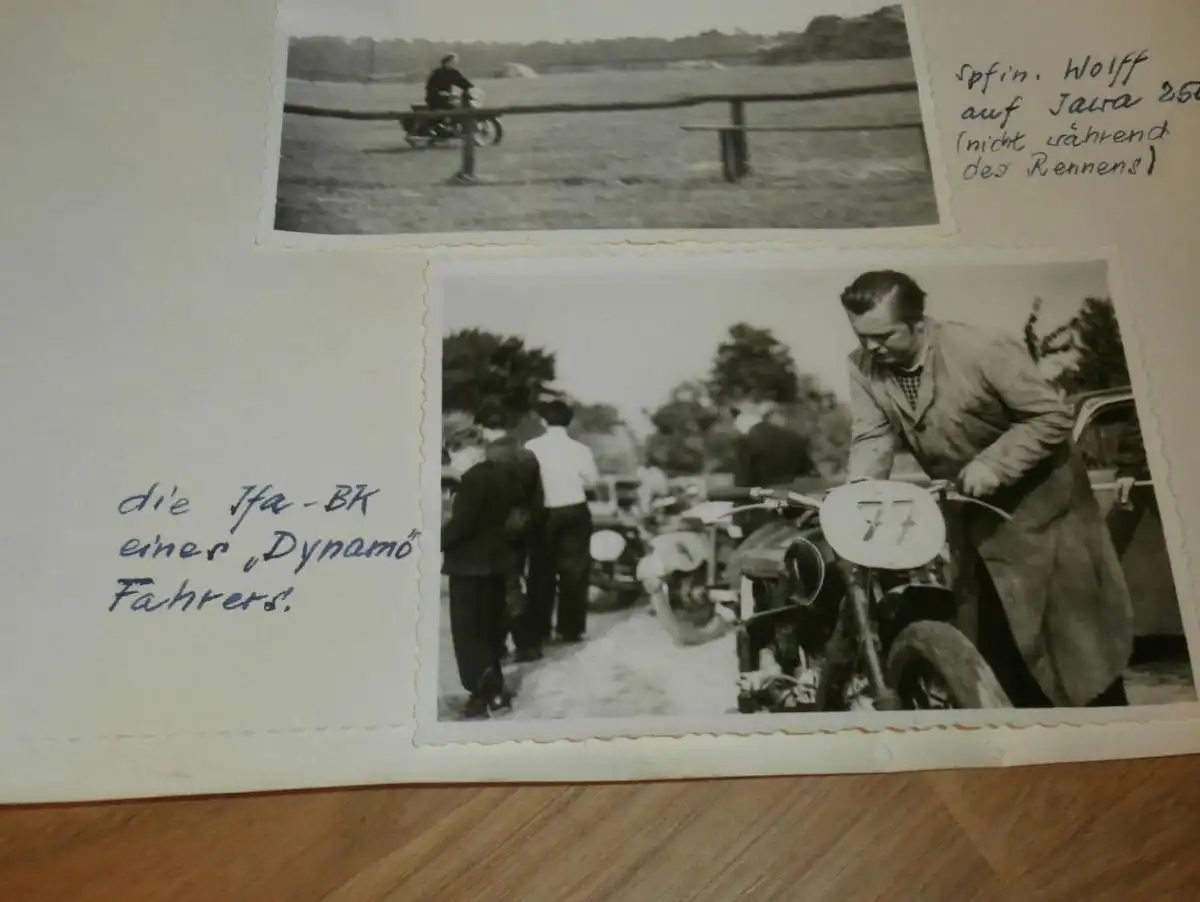 Spfin. Wolff
auf Jawa 250
(nicht während
des Rennens)
77
die Ifa-BK
eines „Dynamo"
Fahrers.